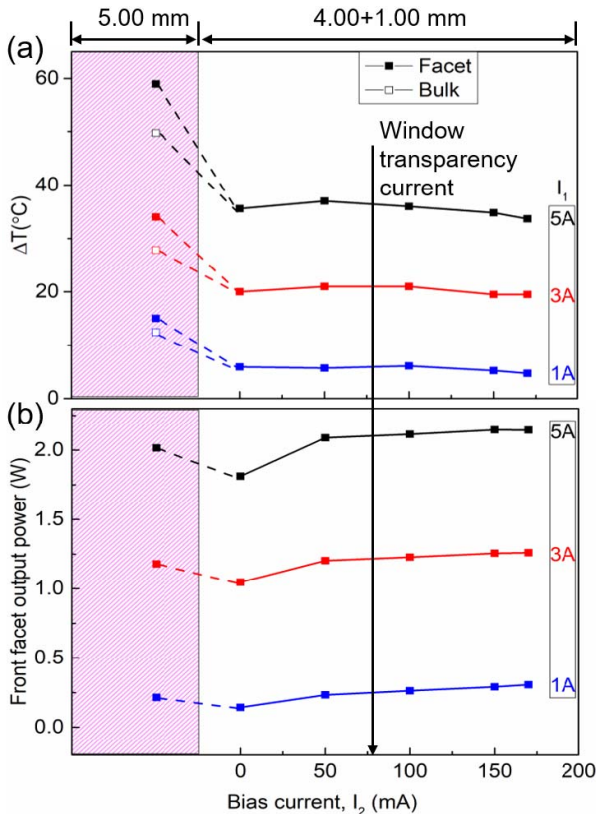 5.00 mm
4.00+1.00 mm
(a)
60
40
20
0
ΔT(°C)
Facet
Bulk
Window
transparency
current
I₁
5A
3A
1A
(b)
2.0
1.5
1.0
0.5
0.0
Front facet output power (W)
5A
3A
1A
0
50
100
150
200
Bias current, I₂ (mA)